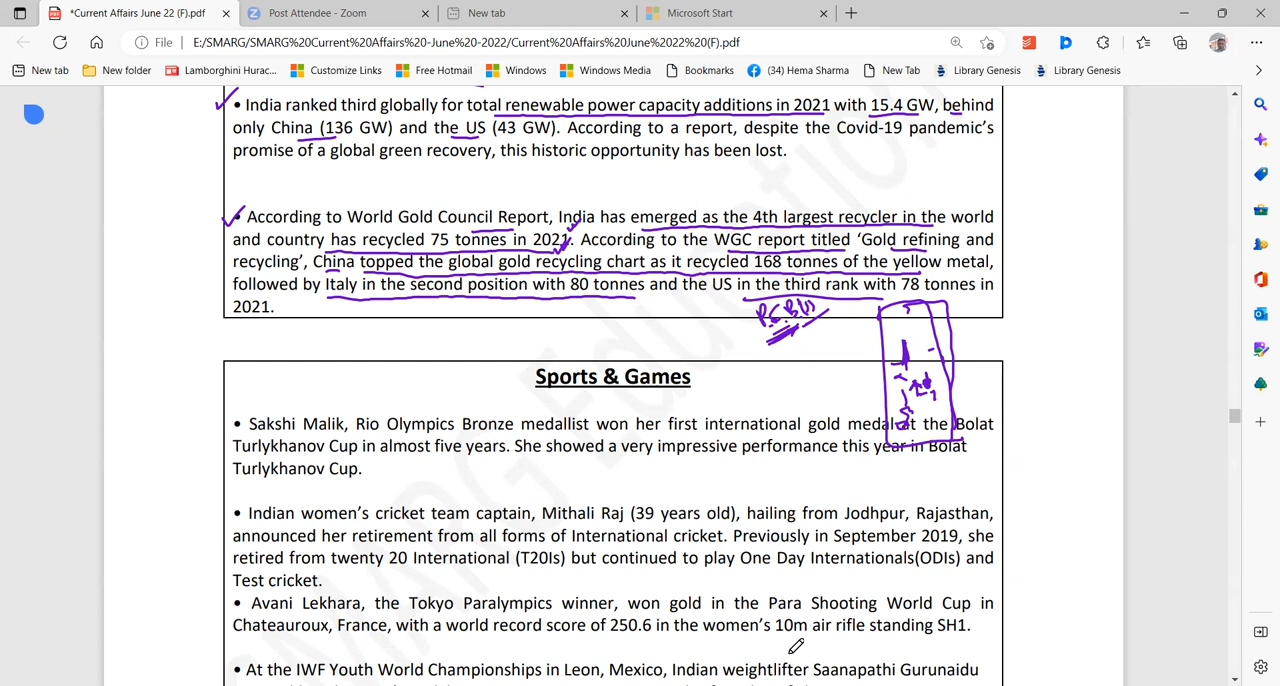 *Current Affairs June 22 (F).pdf
Post Attendee - Zoom
New tab
Microsoft Start
File
E:/SMARG/SMARG%20Current%20Affairs%20-June%20-2022/Current%20Affairs%20June%2022%20(F).pdf
New tab
New folder
Lamborghini Hurac...
Customize Links
Free Hotmail
Windows
Windows Media
Bookmarks
(34) Hema Sharma
New Tab
Library Genesis
Library Genesis
• India ranked third globally for total renewable power capacity additions in 2021 with 15.4 GW, behind
only China (136 GW) and the US (43 GW). According to a report, despite the Covid-19 pandemic's
promise of a global green recovery, this historic opportunity has been lost.
• According to World Gold Council Report, India has emerged as the 4th largest recycler in the world
and country has recycled 75 tonnes in 2021. According to the WGC report titled 'Gold refining and
recycling', China topped the global gold recycling chart as it recycled 168 tonnes of the yellow metal,
followed by Italy in the second position with 80 tonnes and the US in the third rank with 78 tonnes in
2021.
Sports & Games
• Sakshi Malik, Rio Olympics Bronze medallist won her first international gold medal at the Bolat
Turlykhanov Cup in almost five years. She showed a very impressive performance this year in Bolat
Turlykhanov Cup.
• Indian women's cricket team captain, Mithali Raj (39 years old), hailing from Jodhpur, Rajasthan,
announced her retirement from all forms of International cricket. Previously in September 2019, she
retired from twenty 20 International (T20Is) but continued to play One Day Internationals(ODIs) and
Test cricket.
• Avani Lekhara, the Tokyo Paralympics winner, won gold in the Para Shooting World Cup in
Chateauroux, France, with a world record score of 250.6 in the women's 10m air rifle standing SH1.
• At the IWF Youth World Championships in Leon, Mexico, Indian weightlifter Saanapathi Gurunaidu